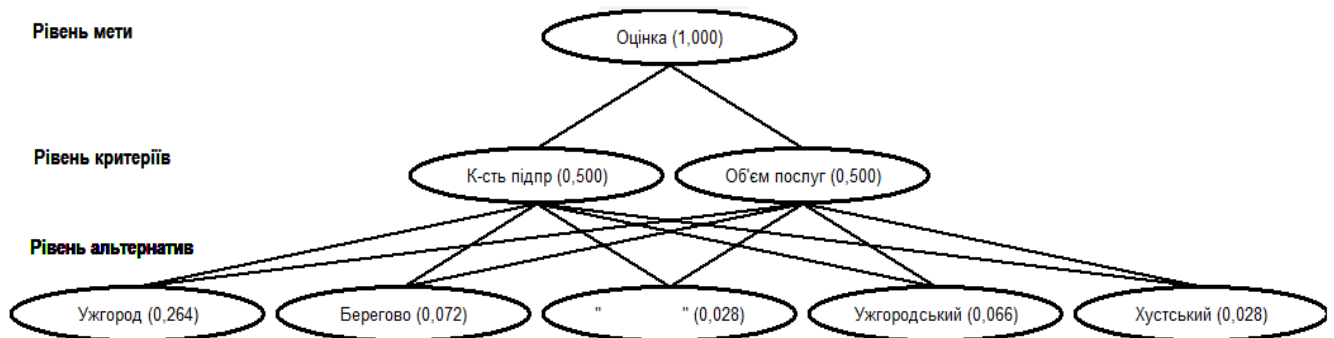 Рівень мети
Оцінка (1,000)
Рівень критеріїв
К-сть підпр (0,500)
Об'єм послуг (0,500)
Рівень альтернатив
Ужгород (0,264)
Берегово (0,072)
" " (0,028)
Ужгородський (0,066)
Хустський (0,028)